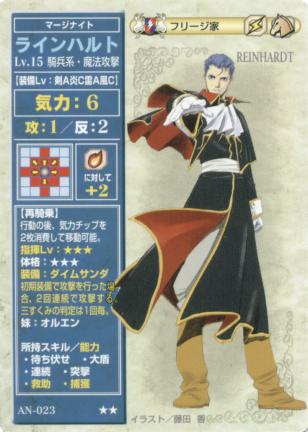 マージナイト
ラインハルト
Lv.15 騎兵系・魔法攻撃
【装備Lv：剣A炎C雷A風C】
気力：6
攻：1／反：2
に対して
+2
【再騎乗】
行動の後、気力チップを
2枚消費して移動可能。
指揮Lv：★★★
体格：★★★
装備：ダイムサンダ
初期装備で攻撃を行った場
合、2回連続で攻撃する。
三すくみの判定は1回毎。
妹：オルエン
所持スキル／能力
・待ち伏せ ・大盾
・連続 ・突撃
・救助 ・捕獲
AN-023 ★★
フリージ家
REINHARDT
イラスト／藤田 香